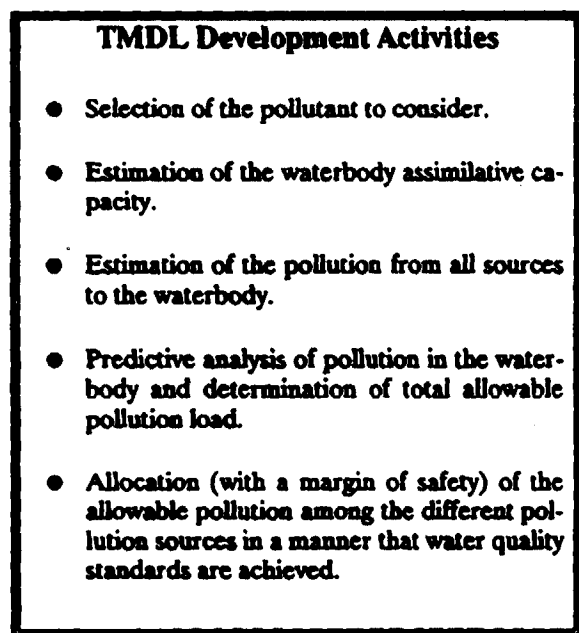 TMDL Development Activities
● Selection of the pollutant to consider.
● Estimation of the waterbody assimilative ca-
pacity.
● Estimation of the pollution from all sources
to the waterbody.
● Predictive analysis of pollution in the water-
body and determination of total allowable
pollution load.
● Allocation (with a margin of safety) of the
allowable pollution among the different pol-
lution sources in a manner that water quality
standards are achieved.